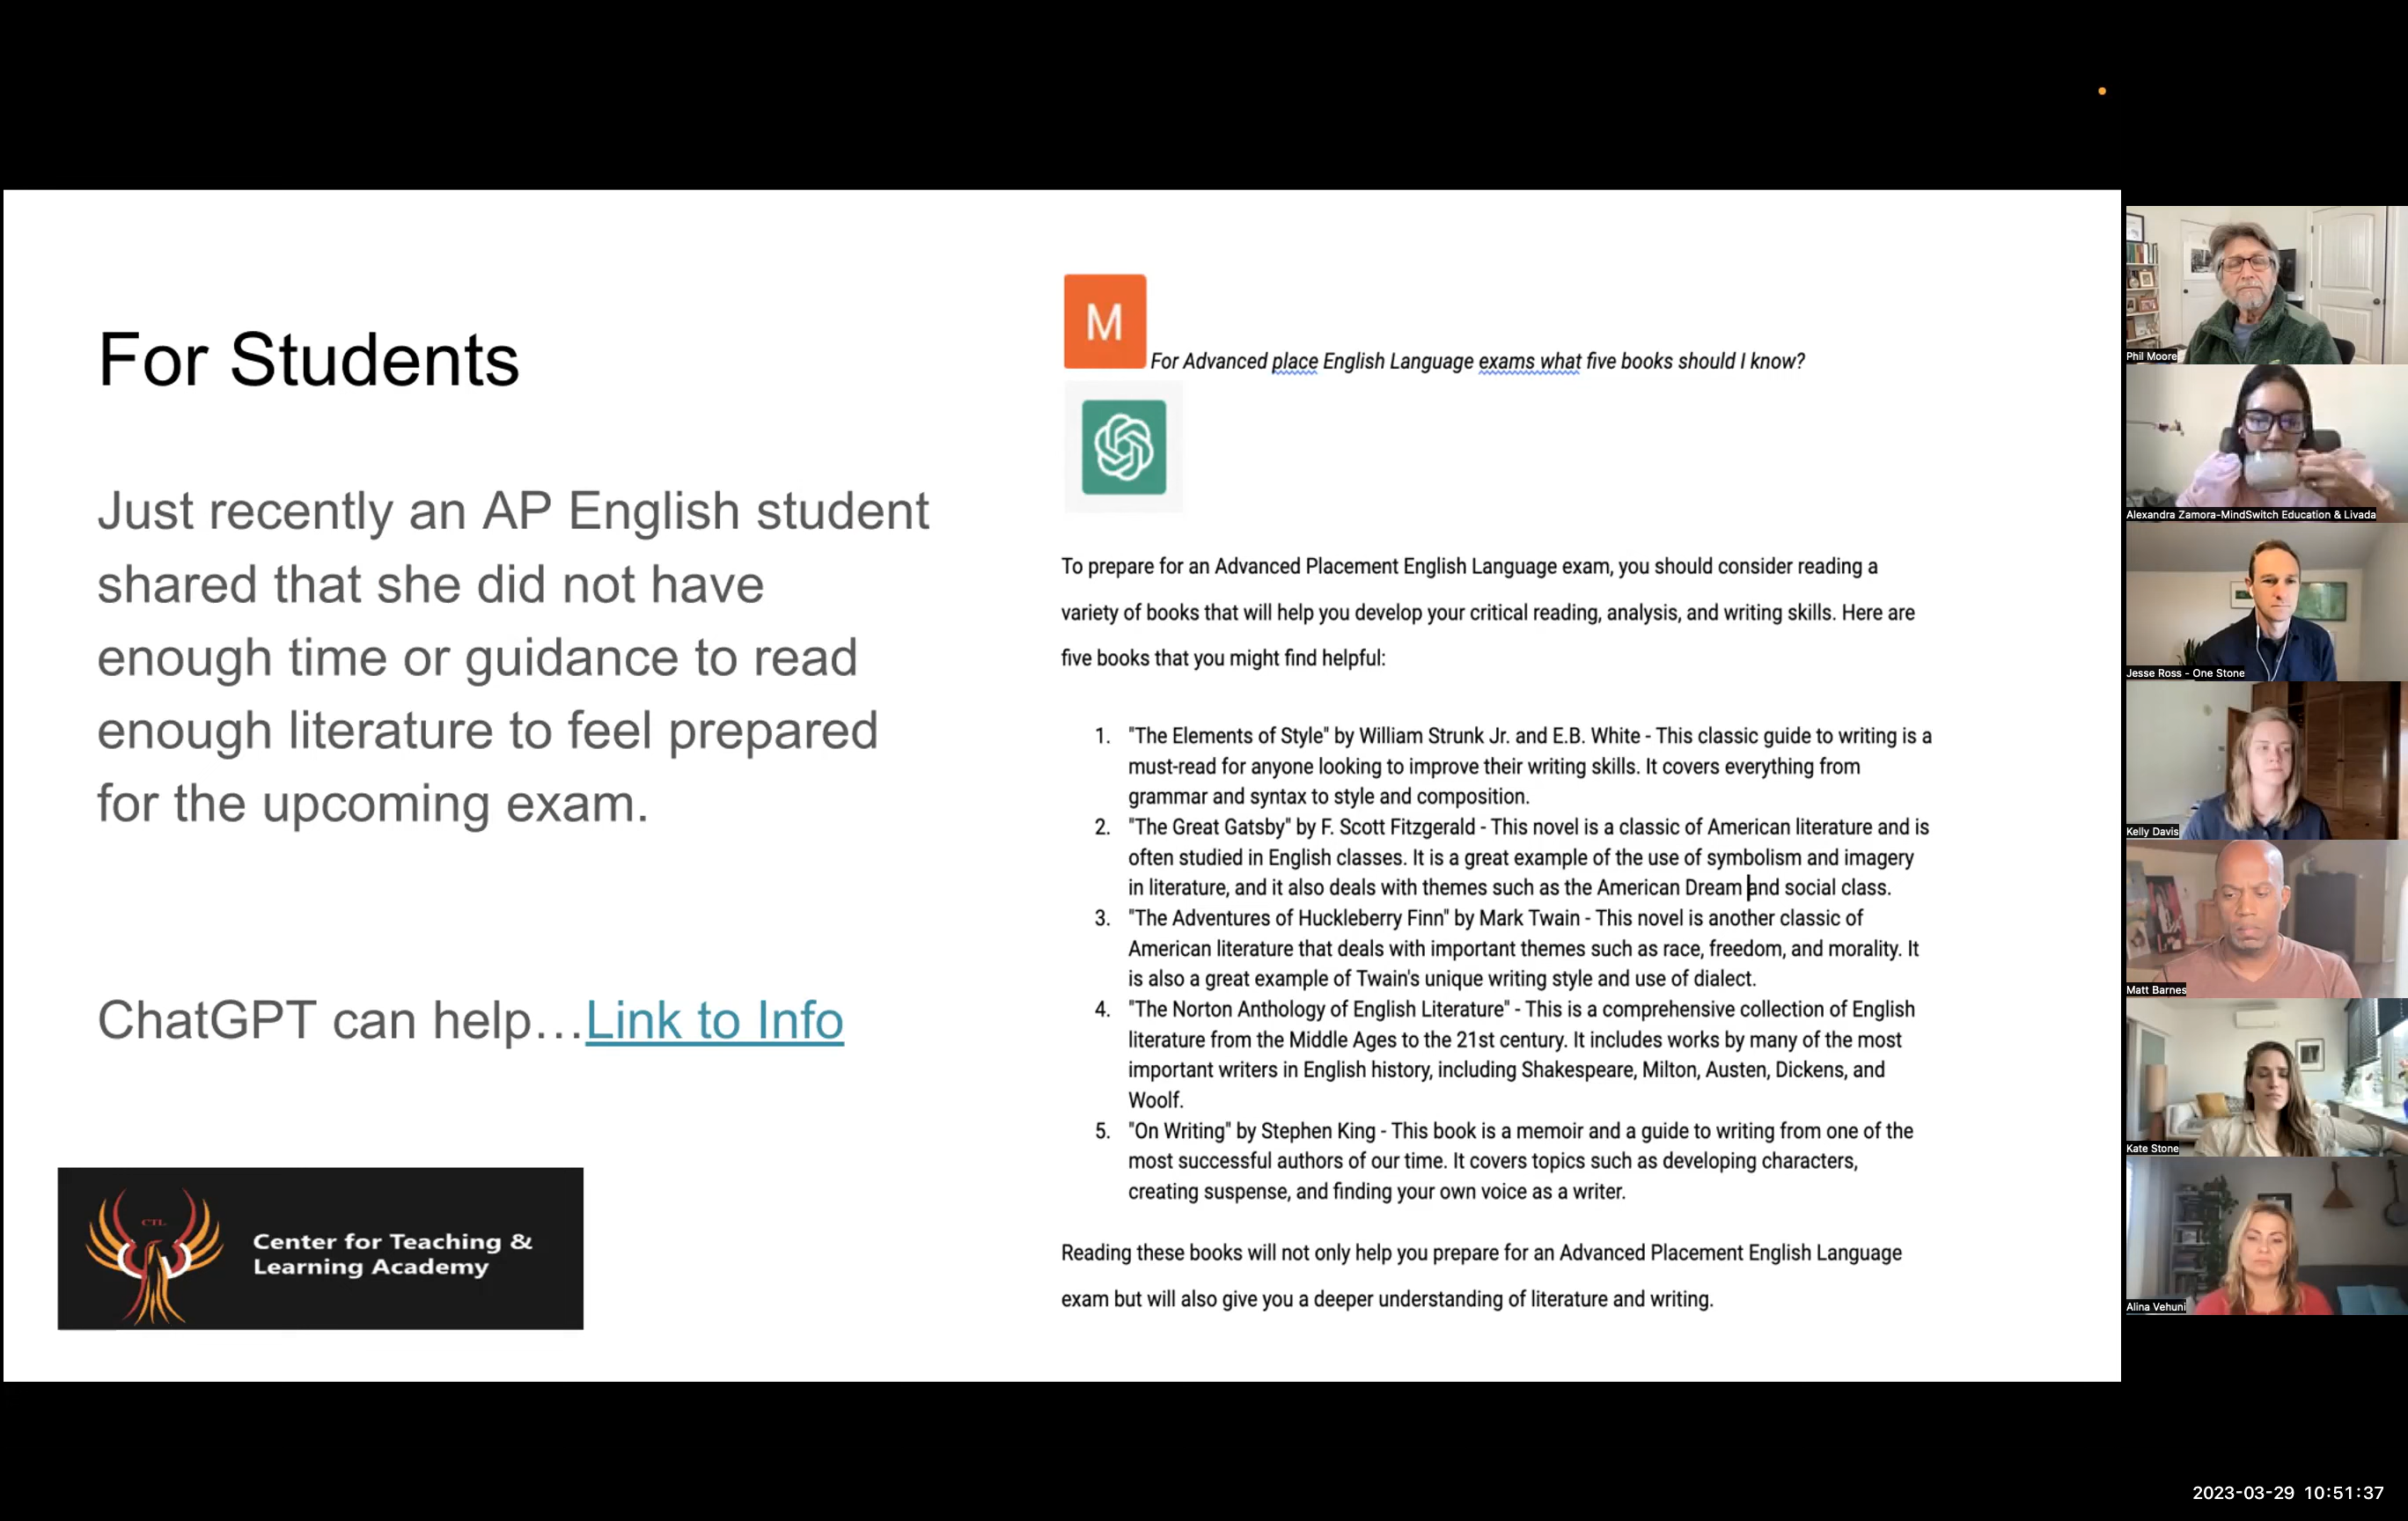 For Students
Just recently an AP English student
shared that she did not have
enough time or guidance to read
enough literature to feel prepared
for the upcoming exam.
ChatGPT can help...Link to Info
CTL
Center for Teaching &
Learning Academy
M
For Advanced place English Language exams what five books should I know?
To prepare for an Advanced Placement English Language exam, you should consider reading a
variety of books that will help you develop your critical reading, analysis, and writing skills. Here are
five books that you might find helpful:
1. "The Elements of Style" by William Strunk Jr. and E.B. White - This classic guide to writing is a
must-read for anyone looking to improve their writing skills. It covers everything from
grammar and syntax to style and composition.
2. "The Great Gatsby" by F. Scott Fitzgerald - This novel is a classic of American literature and is
often studied in English classes. It is a great example of the use of symbolism and imagery
in literature, and it also deals with themes such as the American Dream and social class.
3. "The Adventures of Huckleberry Finn" by Mark Twain - This novel is another classic of
American literature that deals with important themes such as race, freedom, and morality. It
is also a great example of Twain's unique writing style and use of dialect.
4. "The Norton Anthology of English Literature" - This is a comprehensive collection of English
literature from the Middle Ages to the 21st century. It includes works by many of the most
important writers in English history, including Shakespeare, Milton, Austen, Dickens, and
Woolf.
5. "On Writing" by Stephen King - This book is a memoir and a guide to writing from one of the
most successful authors of our time. It covers topics such as developing characters,
creating suspense, and finding your own voice as a writer.
Reading these books will not only help you prepare for an Advanced Placement English Language
exam but will also give you a deeper understanding of literature and writing.
Phil Moore
Alexandra Zamora-MindSwitch Education & Livada
Jesse Ross - One Stone
Kelly Davis
Matt Barnes
Kate Stone
Alina Vehuni
2023-03-29 10:51:37